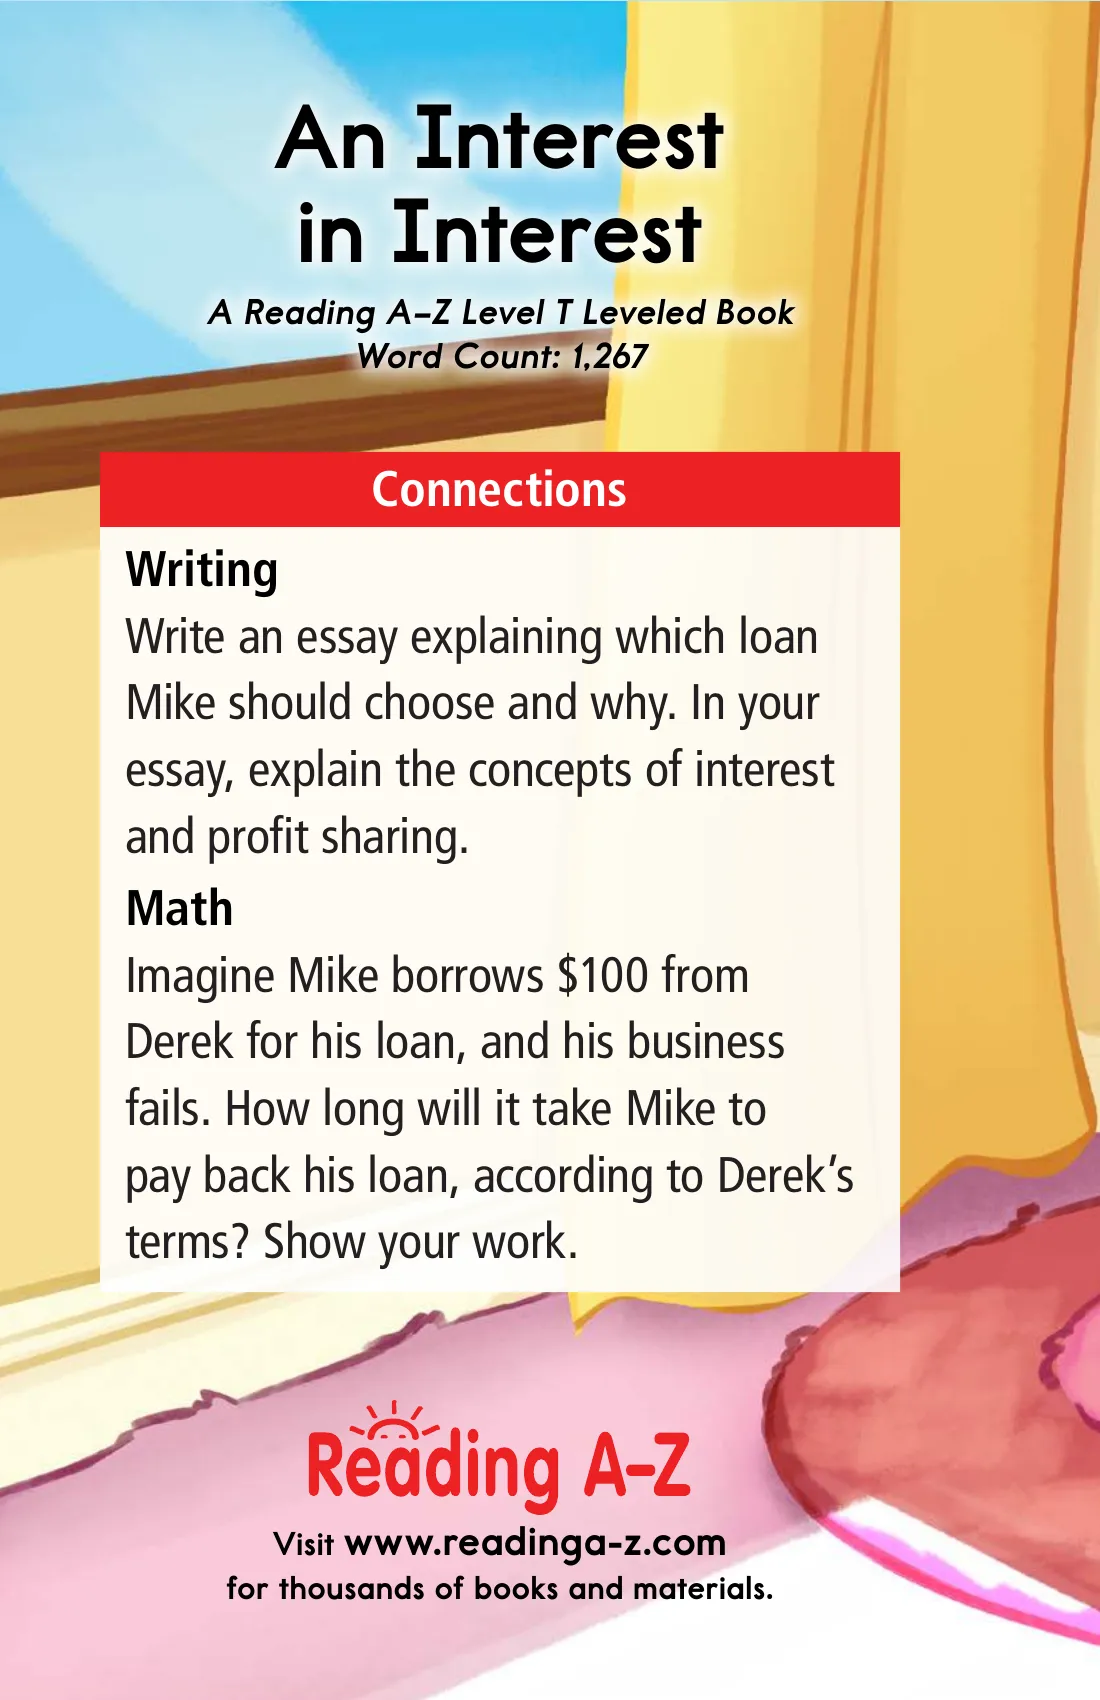 An Interest
in Interest
A Reading A–Z Level T Leveled Book
Word Count: 1,267
Connections
Writing
Write an essay explaining which loan
Mike should choose and why. In your
essay, explain the concepts of interest
and profit sharing.
Math
Imagine Mike borrows $100 from
Derek for his loan, and his business
fails. How long will it take Mike to
pay back his loan, according to Derek’s
terms? Show your work.
Reading A–Z
Visit www.readinga-z.com
for thousands of books and materials.